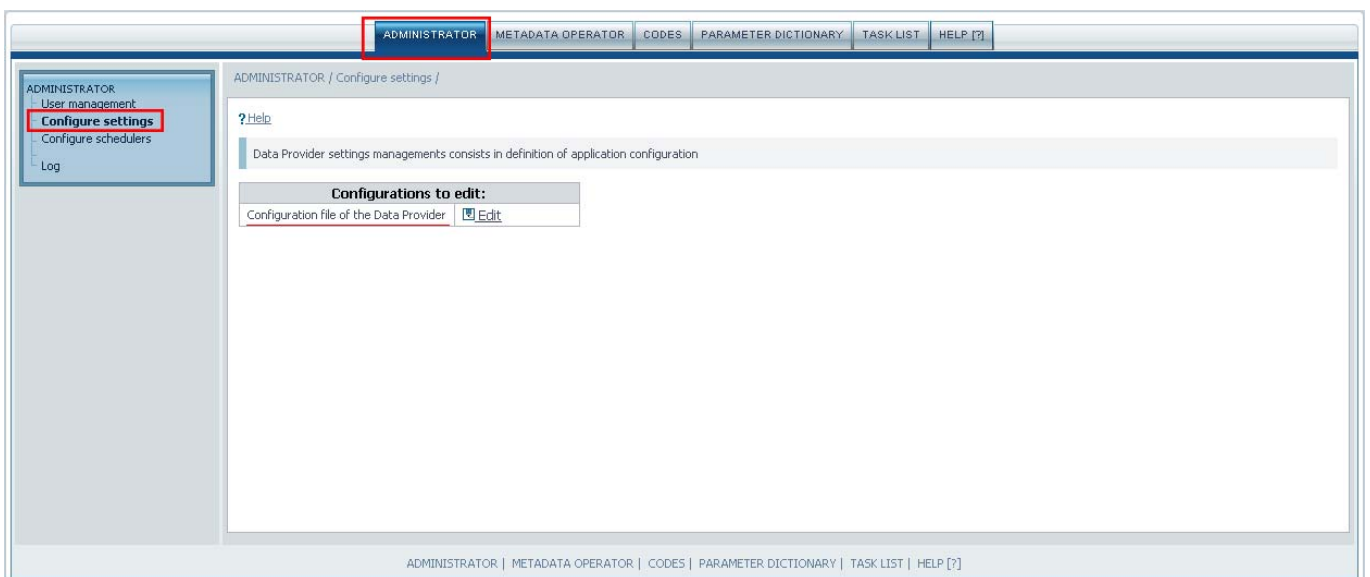 ADMINISTRATOR METADATA OPERATOR CODES PARAMETER DICTIONARY TASK LIST HELP [?]
ADMINISTRATOR
User management
Configure settings
Configure schedulers
Log
ADMINISTRATOR / Configure settings /
? Help
Data Provider settings managements consists in definition of application configuration
Configurations to edit:
Configuration file of the Data Provider Edit
ADMINISTRATOR | METADATA OPERATOR | CODES | PARAMETER DICTIONARY | TASK LIST | HELP [?]